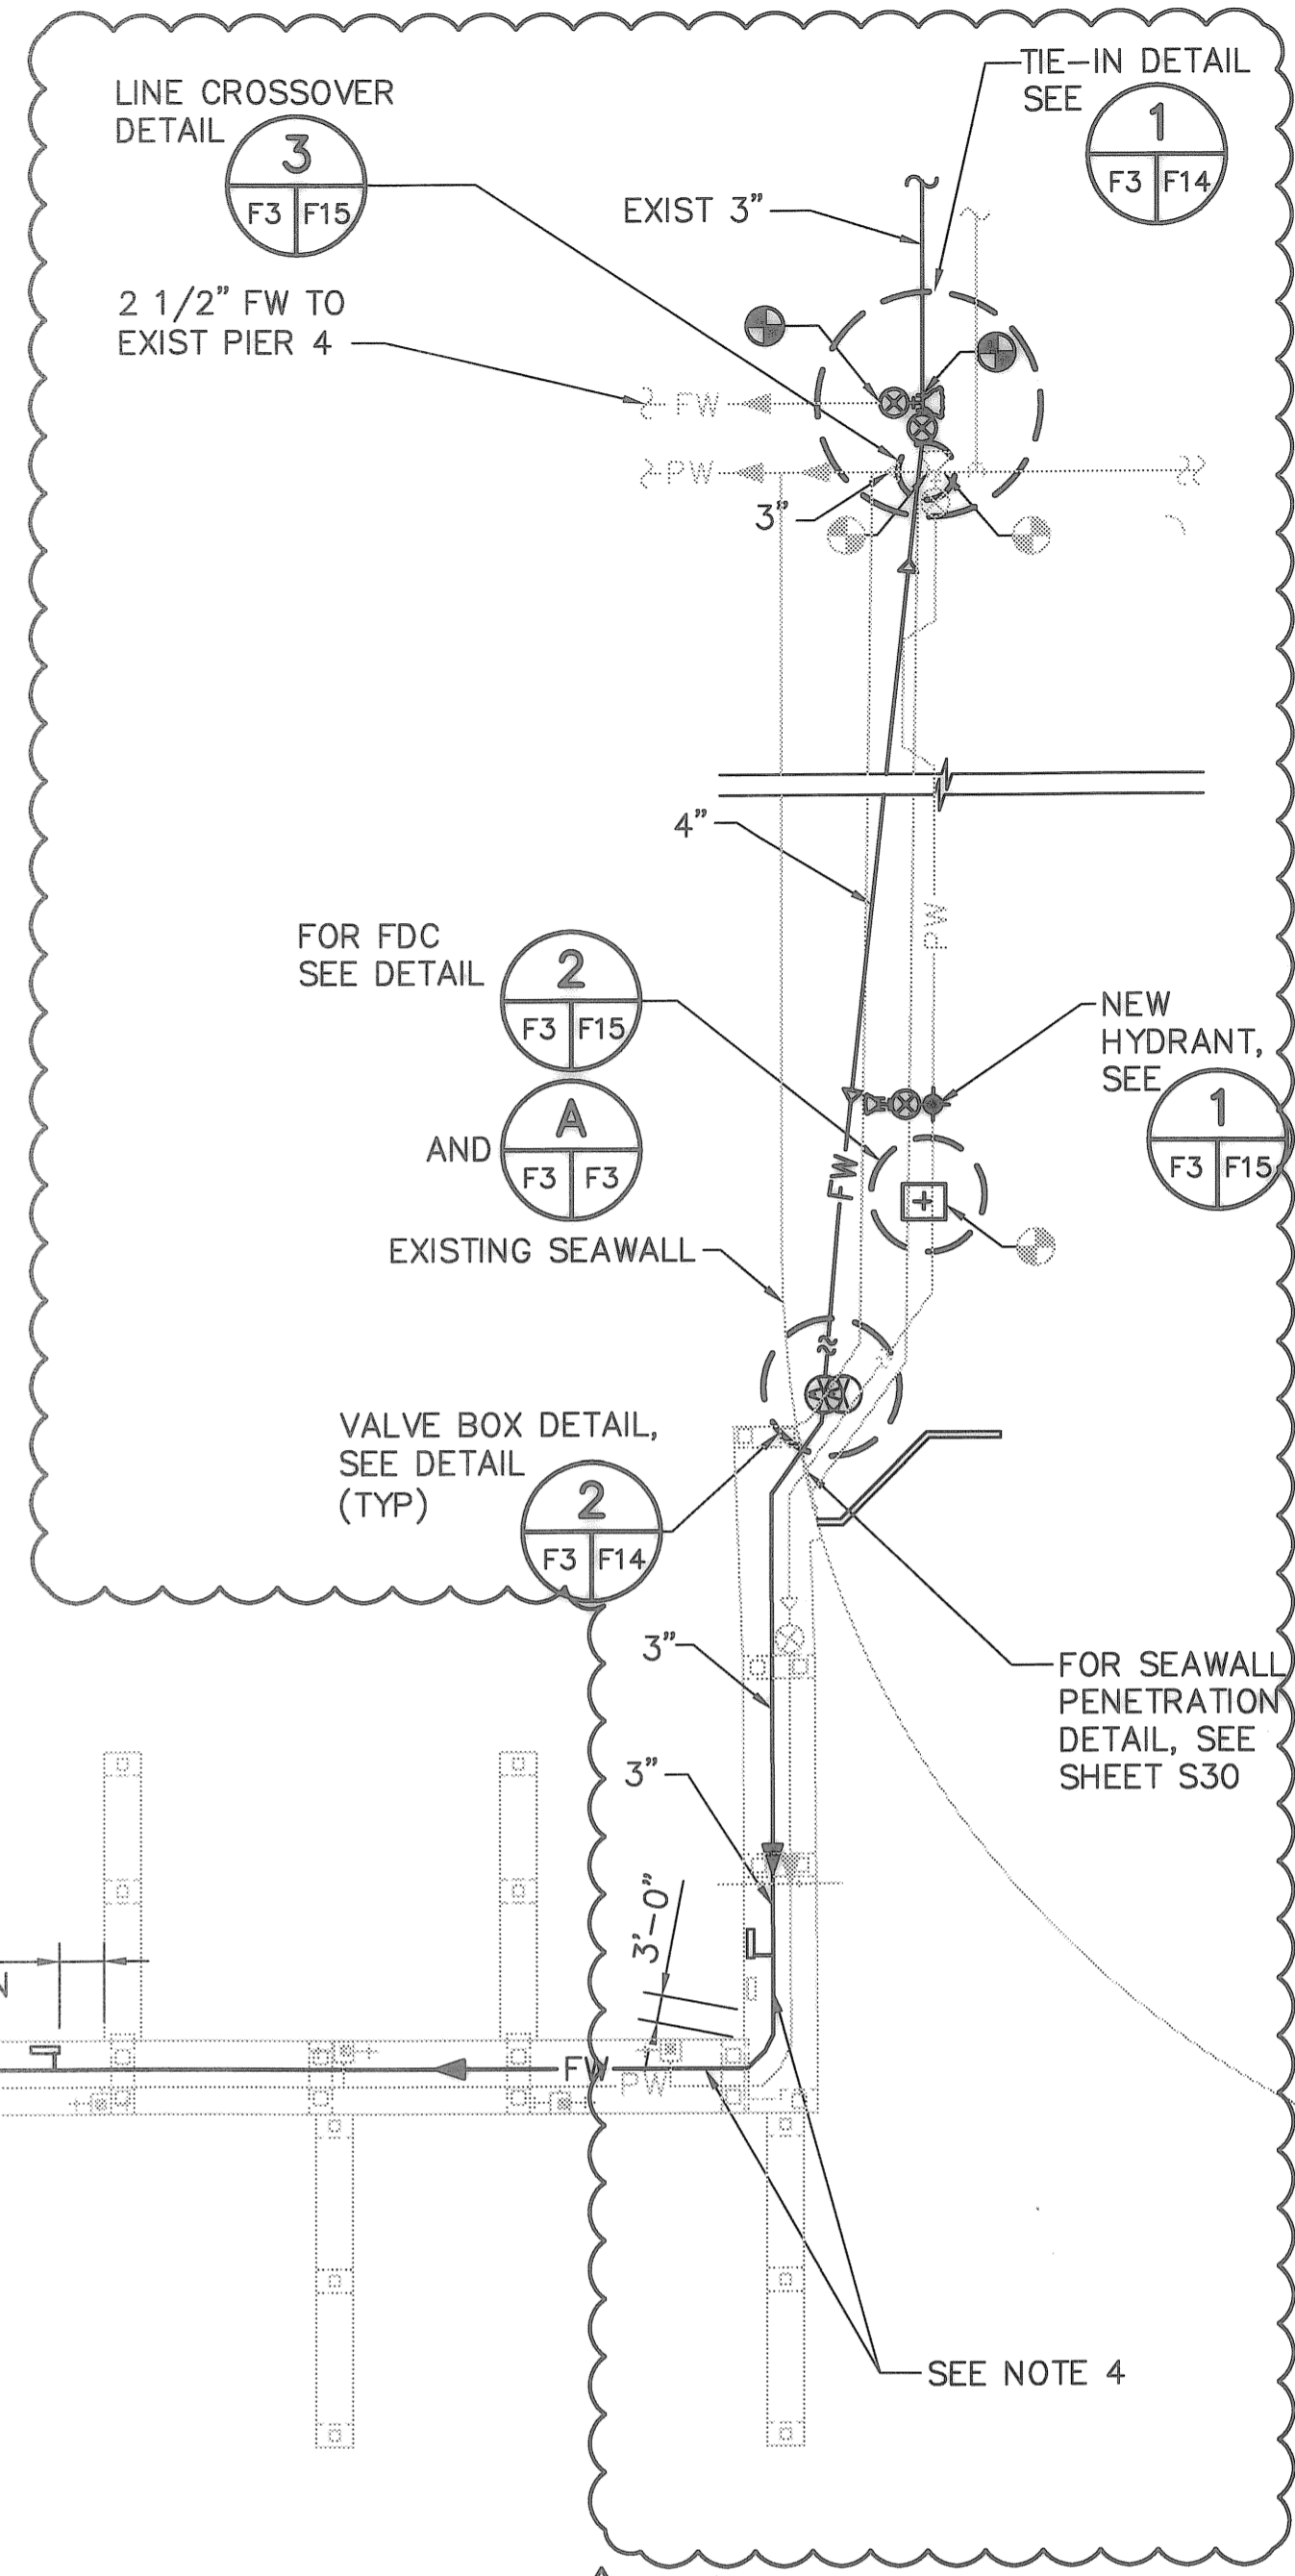 LINE CROSSOVER
DETAIL
3
F3 F15
TIE-IN DETAIL
SEE
1
F3 F14
EXIST 3"
2 1/2" FW TO
EXIST PIER 4
FW
PW
3"
4"
PW
FOR FDC
SEE DETAIL
2
F3 F15
AND
A
F3 F3
NEW
HYDRANT,
SEE
1
F3 F15
FW
EXISTING SEAWALL
VALVE BOX DETAIL,
SEE DETAIL
(TYP)
2
F3 F14
3"
FOR SEAWALL
PENETRATION
DETAIL, SEE
SHEET S30
3"
3'-0"
N
FW
PW
SEE NOTE 4